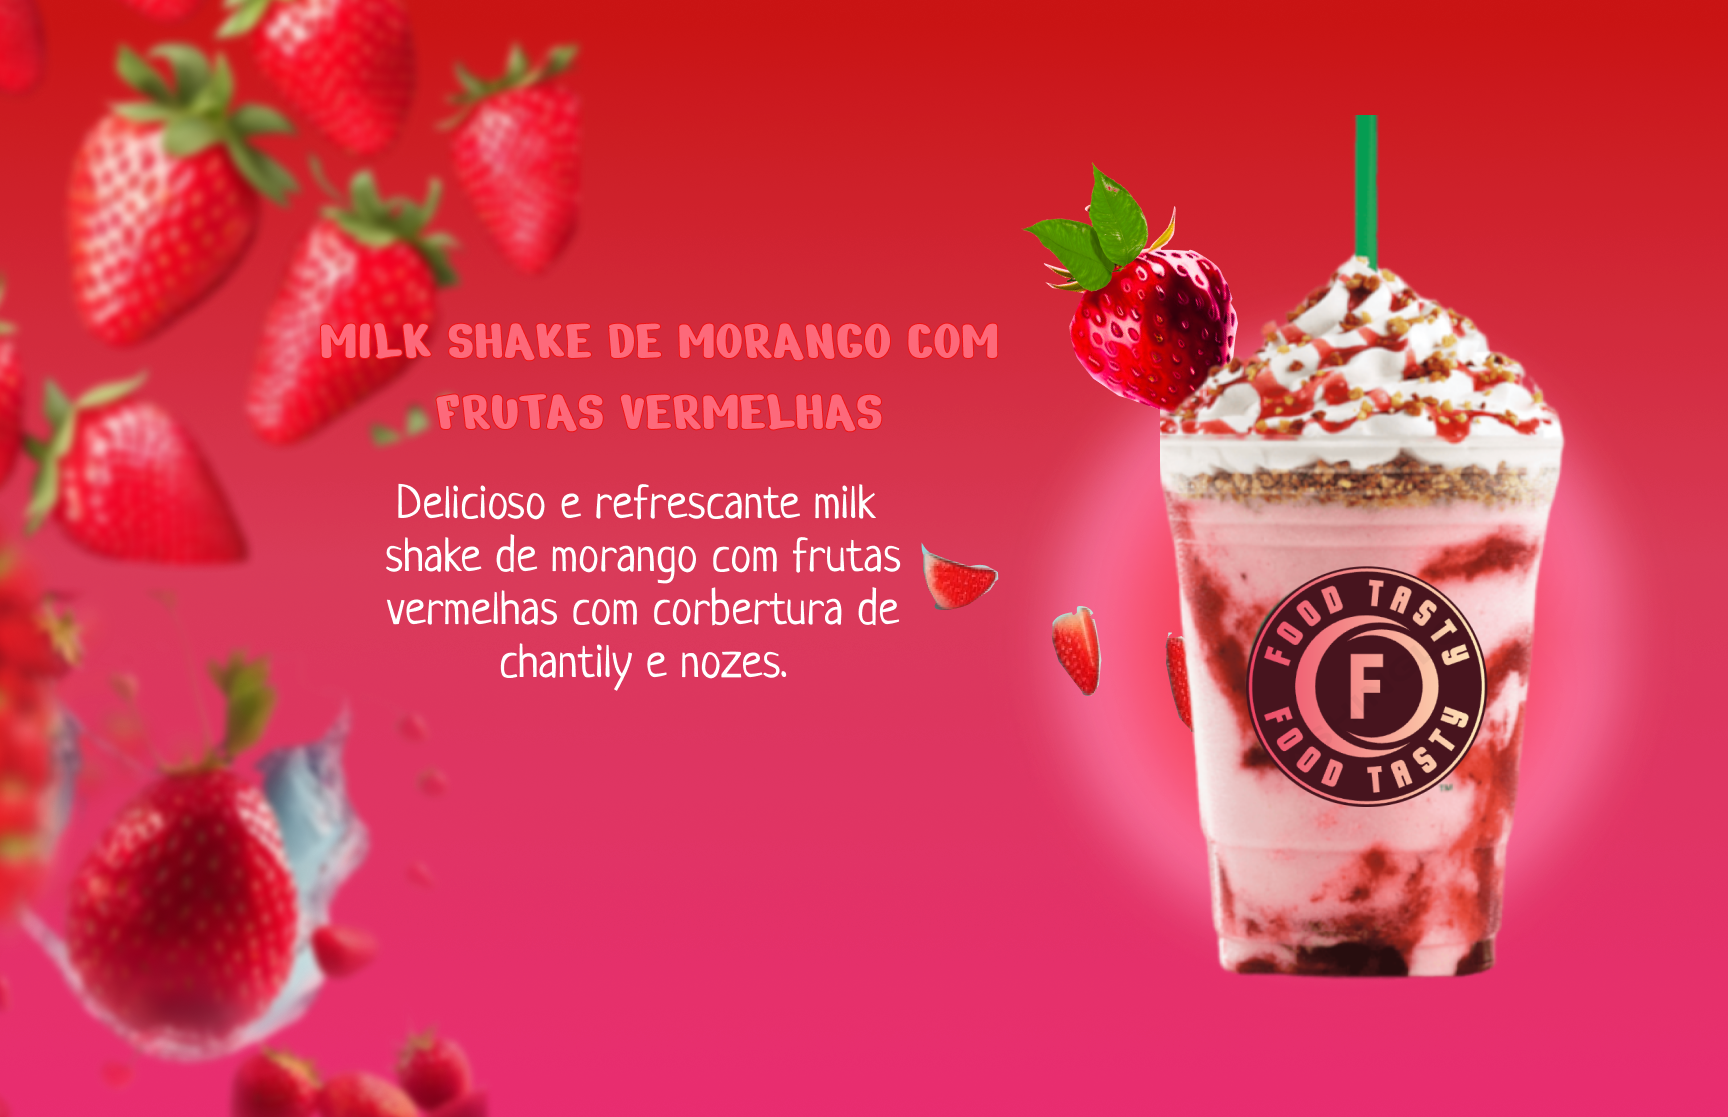 MILK SHAKE DE MORANGO COM
FRUTAS VERMELHAS
Delicioso e refrescante milk
shake de morango com frutas
vermelhas com corbertura de
chantily e nozes.
FOOD TASTY
F
FOOD TASTY
TM